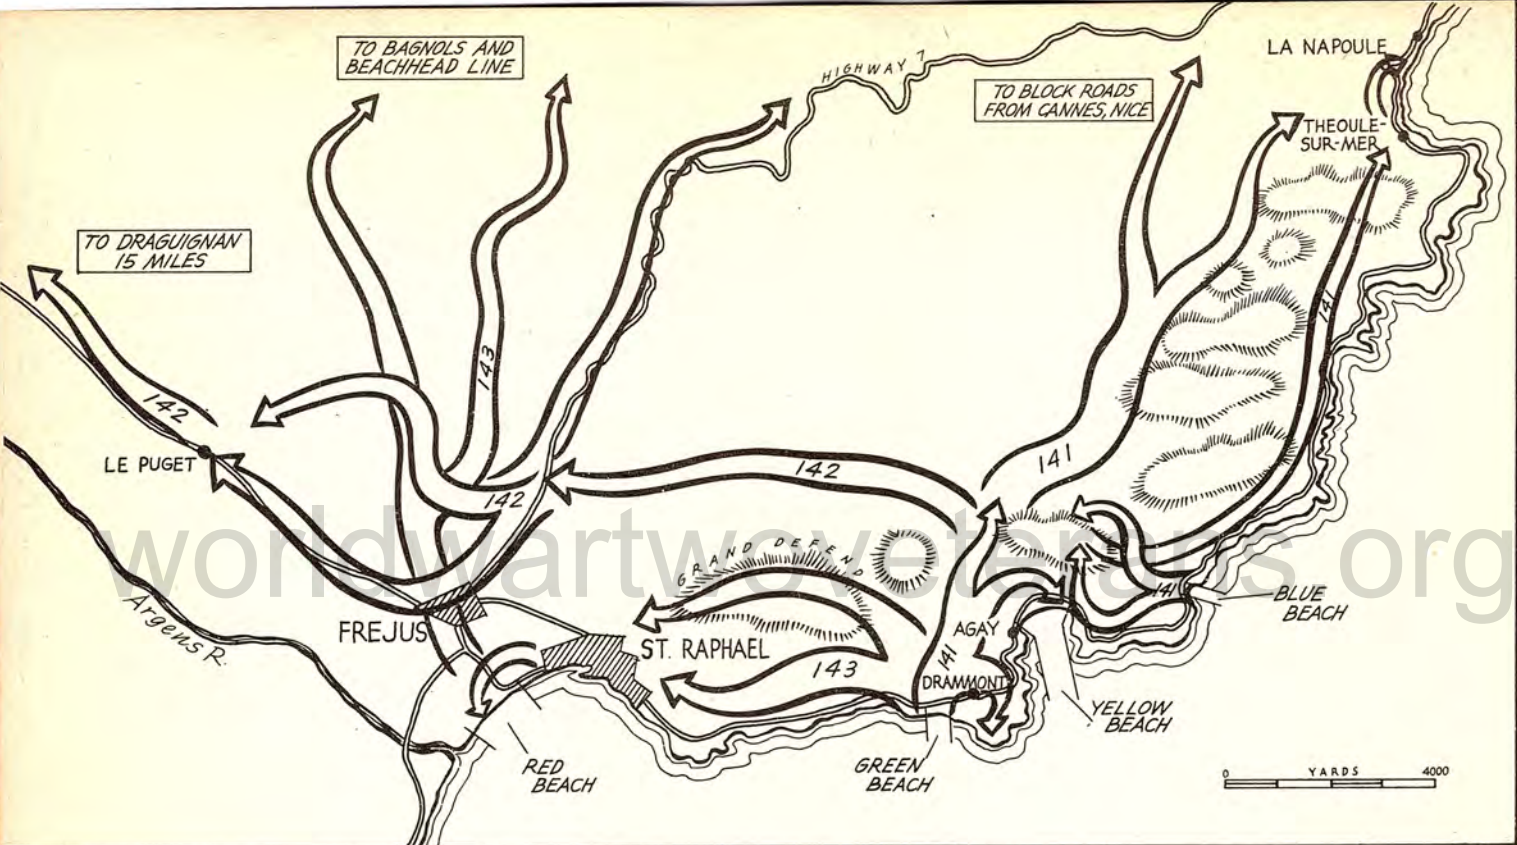 TO BAGNOLS AND
BEACHHEAD LINE
HIGHWAY 7
LA NAPOULE
TO BLOCK ROADS
FROM CANNES, NICE
THEOULE-
SUR-MER
TO DRAGUIGNAN
15 MILES
141
143
142
LE PUGET
142
141
142
worldwartwoveterans.org
GRAND DEFEND
141
BLUE
BEACH
Argens R.
FREJUS
ST. RAPHAEL
AGAY
141
143
DRAMMONT
YELLOW
BEACH
RED
BEACH
GREEN
BEACH
0 YARDS 4000